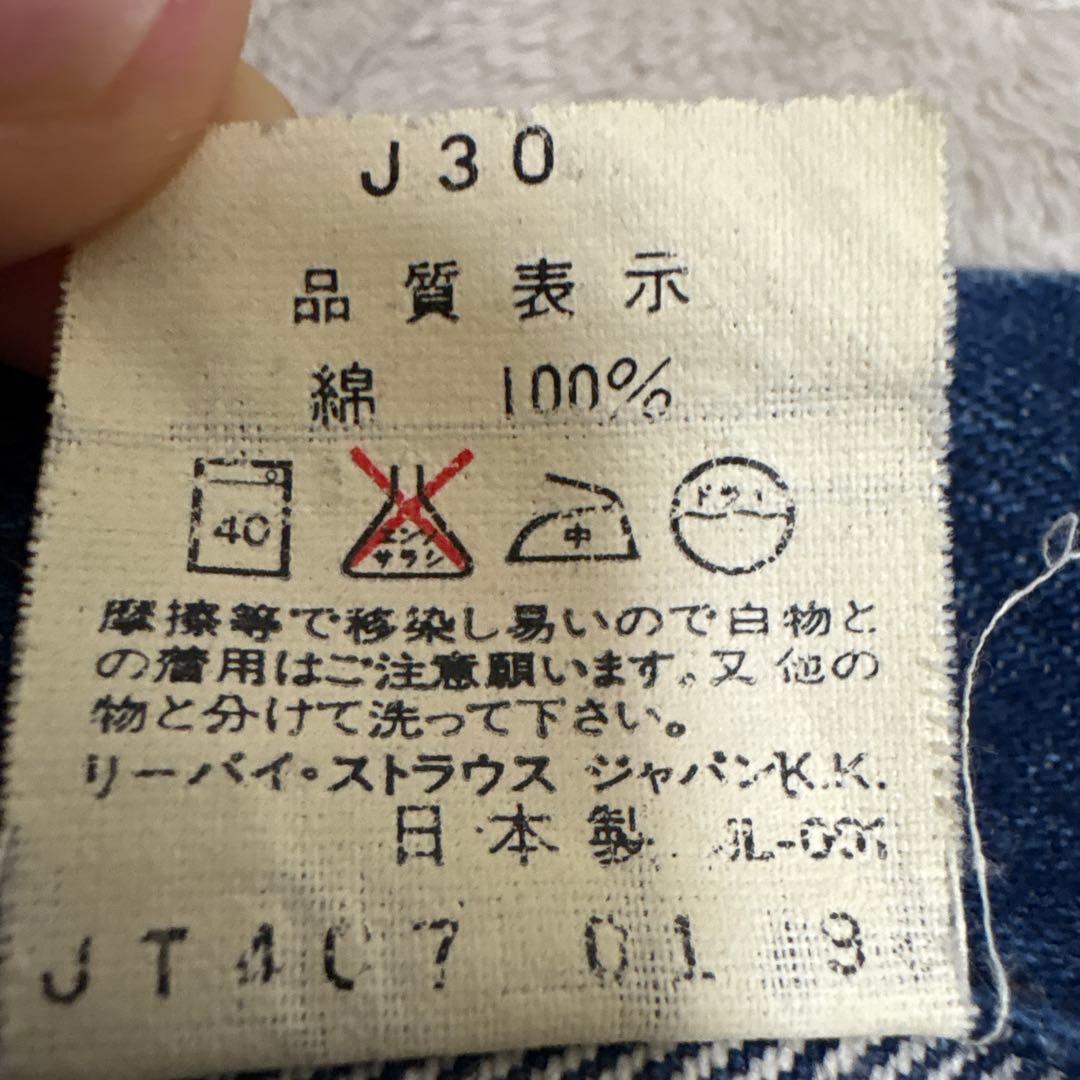 J30
品質表示
綿 100%
40 エンソサラシ 中 ドライ
摩擦等で移染し易いので白物と
の着用はご注意願います。又他の
物と分けて洗って下さい。
リーバイ・ストラウス ジャパンK.K.
日本製
JT407 01